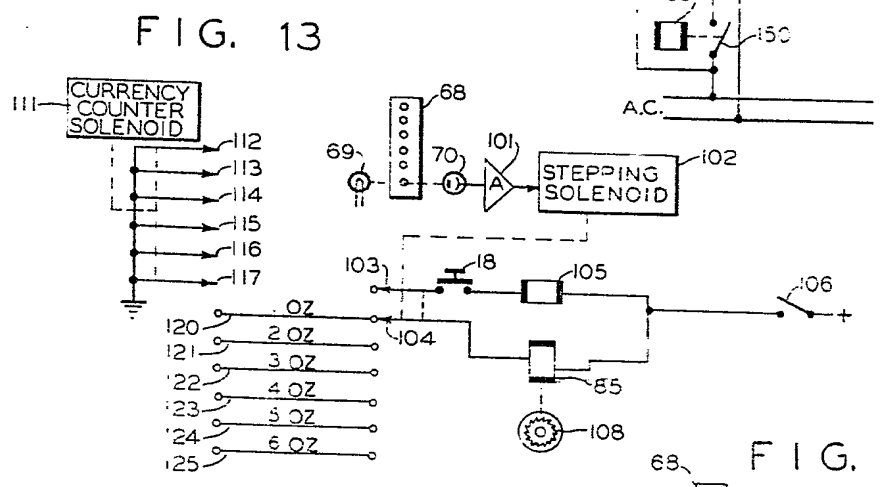 FIG. 13
150
A.C.
111
CURRENCY
COUNTER
SOLENOID
112
113
114
115
116
117
68
69
70
101
A
STEPPING
SOLENOID
102
103
18
105
106
+
104
85
108
120
OZ
121
2 OZ
122
3 OZ
123
4 OZ
124
5 OZ
125
6 OZ
68
FIG.